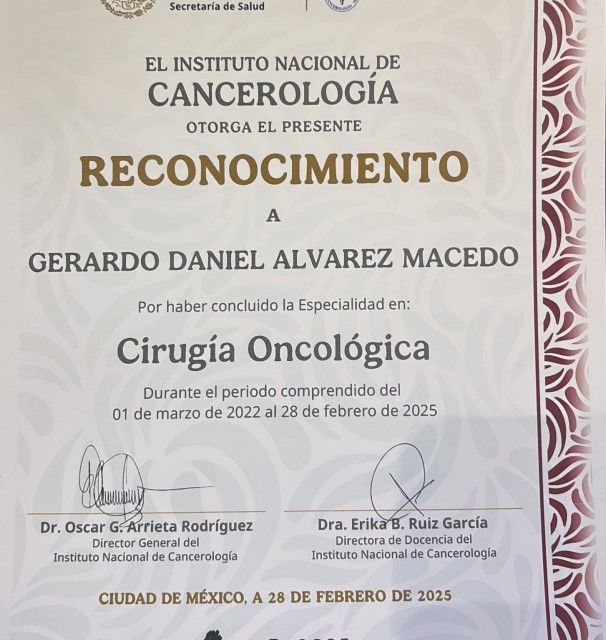 Secretaría de Salud
EL INSTITUTO NACIONAL DE
CANCEROLOGÍA
OTORGA EL PRESENTE
RECONOCIMIENTO
A
GERARDO DANIEL ALVAREZ MACEDO
Por haber concluido la Especialidad en:
Cirugía Oncológica
Durante el periodo comprendido del
01 de marzo de 2022 al 28 de febrero de 2025
Dr. Oscar G. Arrieta Rodríguez
Director General del
Instituto Nacional de Cancerología
Dra. Erika B. Ruiz García
Directora de Docencia del
Instituto Nacional de Cancerología
CIUDAD DE MÉXICO, A 28 DE FEBRERO DE 2025